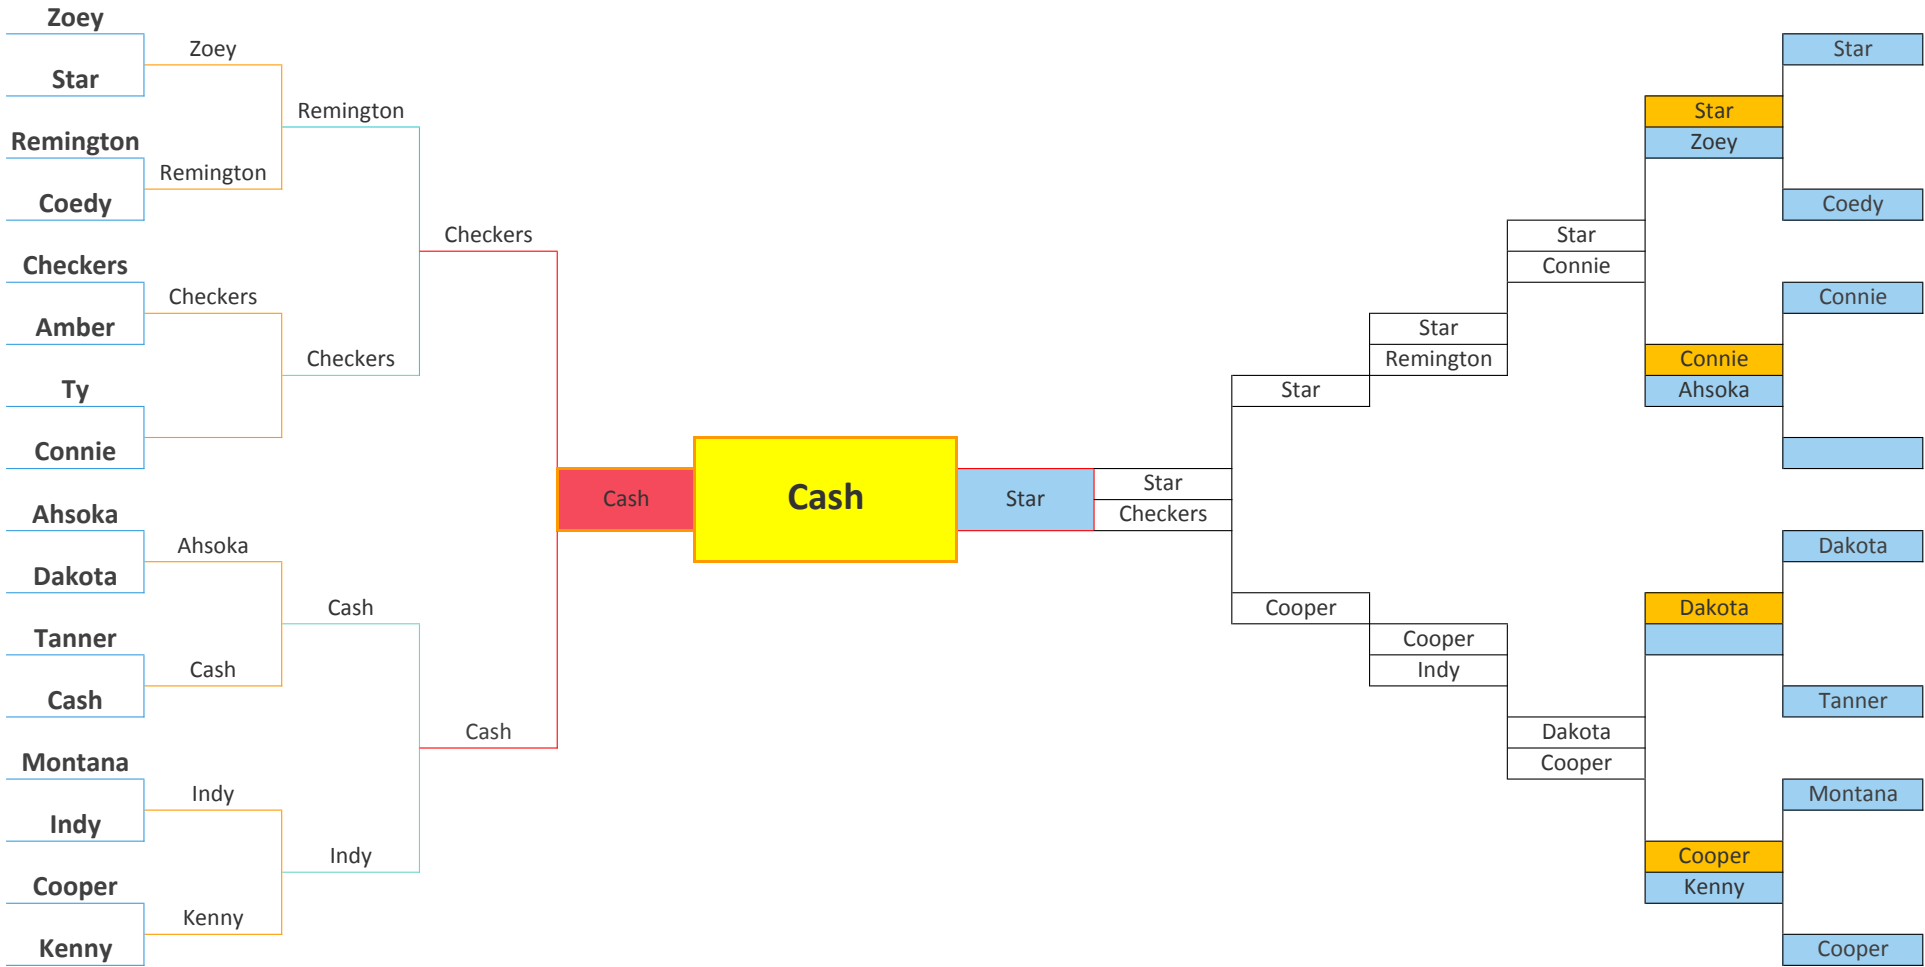 Zoey
Star
Remington
Coedy
Checkers
Amber
Ty
Connie
Ahsoka
Dakota
Tanner
Cash
Montana
Indy
Cooper
Kenny
Zoey
Remington
Checkers
Ahsoka
Cash
Indy
Kenny
Remington
Checkers
Cash
Indy
Checkers
Cash
Cash
Cash
Star
Star
Checkers
Star
Cooper
Star
Remington
Cooper
Indy
Star
Connie
Dakota
Cooper
Star
Zoey
Connie
Ahsoka
Dakota
Cooper
Kenny
Star
Coedy
Connie
Dakota
Tanner
Montana
Cooper